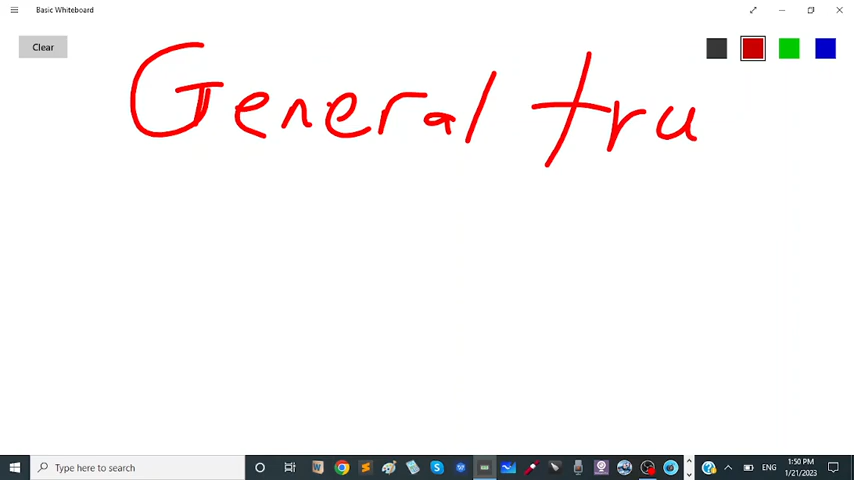 Basic Whiteboard
Clear
General tru
Type here to search
ENG
1:50 PM
1/21/2023